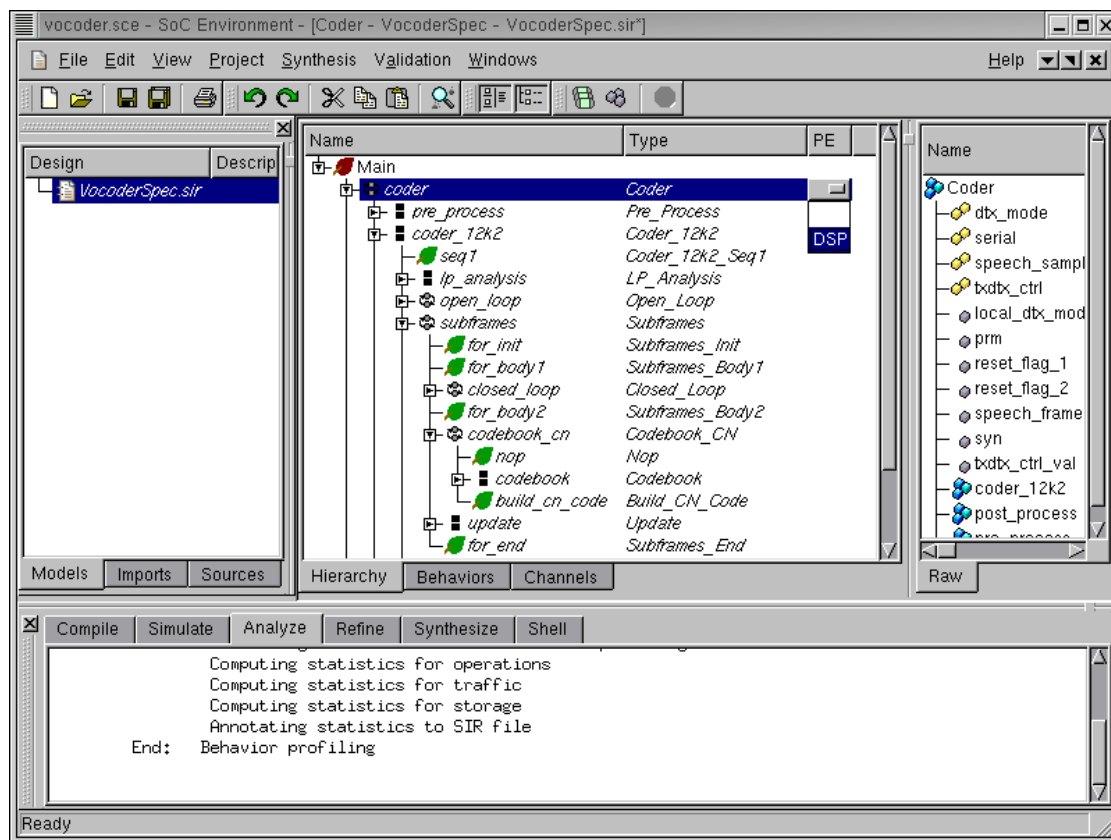 vocoder.sce - SoC Environment - [Coder - VocoderSpec - VocoderSpec.sir*]
File Edit View Project Synthesis Validation Windows Help
Design Descrip
VocoderSpec.sir
Models Imports Sources
Name Type PE
Main
coder Coder
pre_process Pre_Process
DSP
coder_12k2 Coder_12k2
seq1 Coder_12k2_Seq1
lp_analysis LP_Analysis
open_loop Open_Loop
subframes Subframes
for_init Subframes_Init
for_body1 Subframes_Body1
closed_loop Closed_Loop
for_body2 Subframes_Body2
codebook_cn Codebook_CN
nop Nop
codebook Codebook
build_cn_code Build_CN_Code
update Update
for_end Subframes_End
Hierarchy Behaviors Channels
Name
Coder
dtx_mode
serial
speech_sampl
txdtx_ctrl
local_dtx_mod
prm
reset_flag_1
reset_flag_2
speech_frame
syn
txdtx_ctrl_val
coder_12k2
post_process
Raw
Compile Simulate Analyze Refine Synthesize Shell
Computing statistics for operations
Computing statistics for traffic
Computing statistics for storage
Annotating statistics to SIR file
End: Behavior profiling
Ready